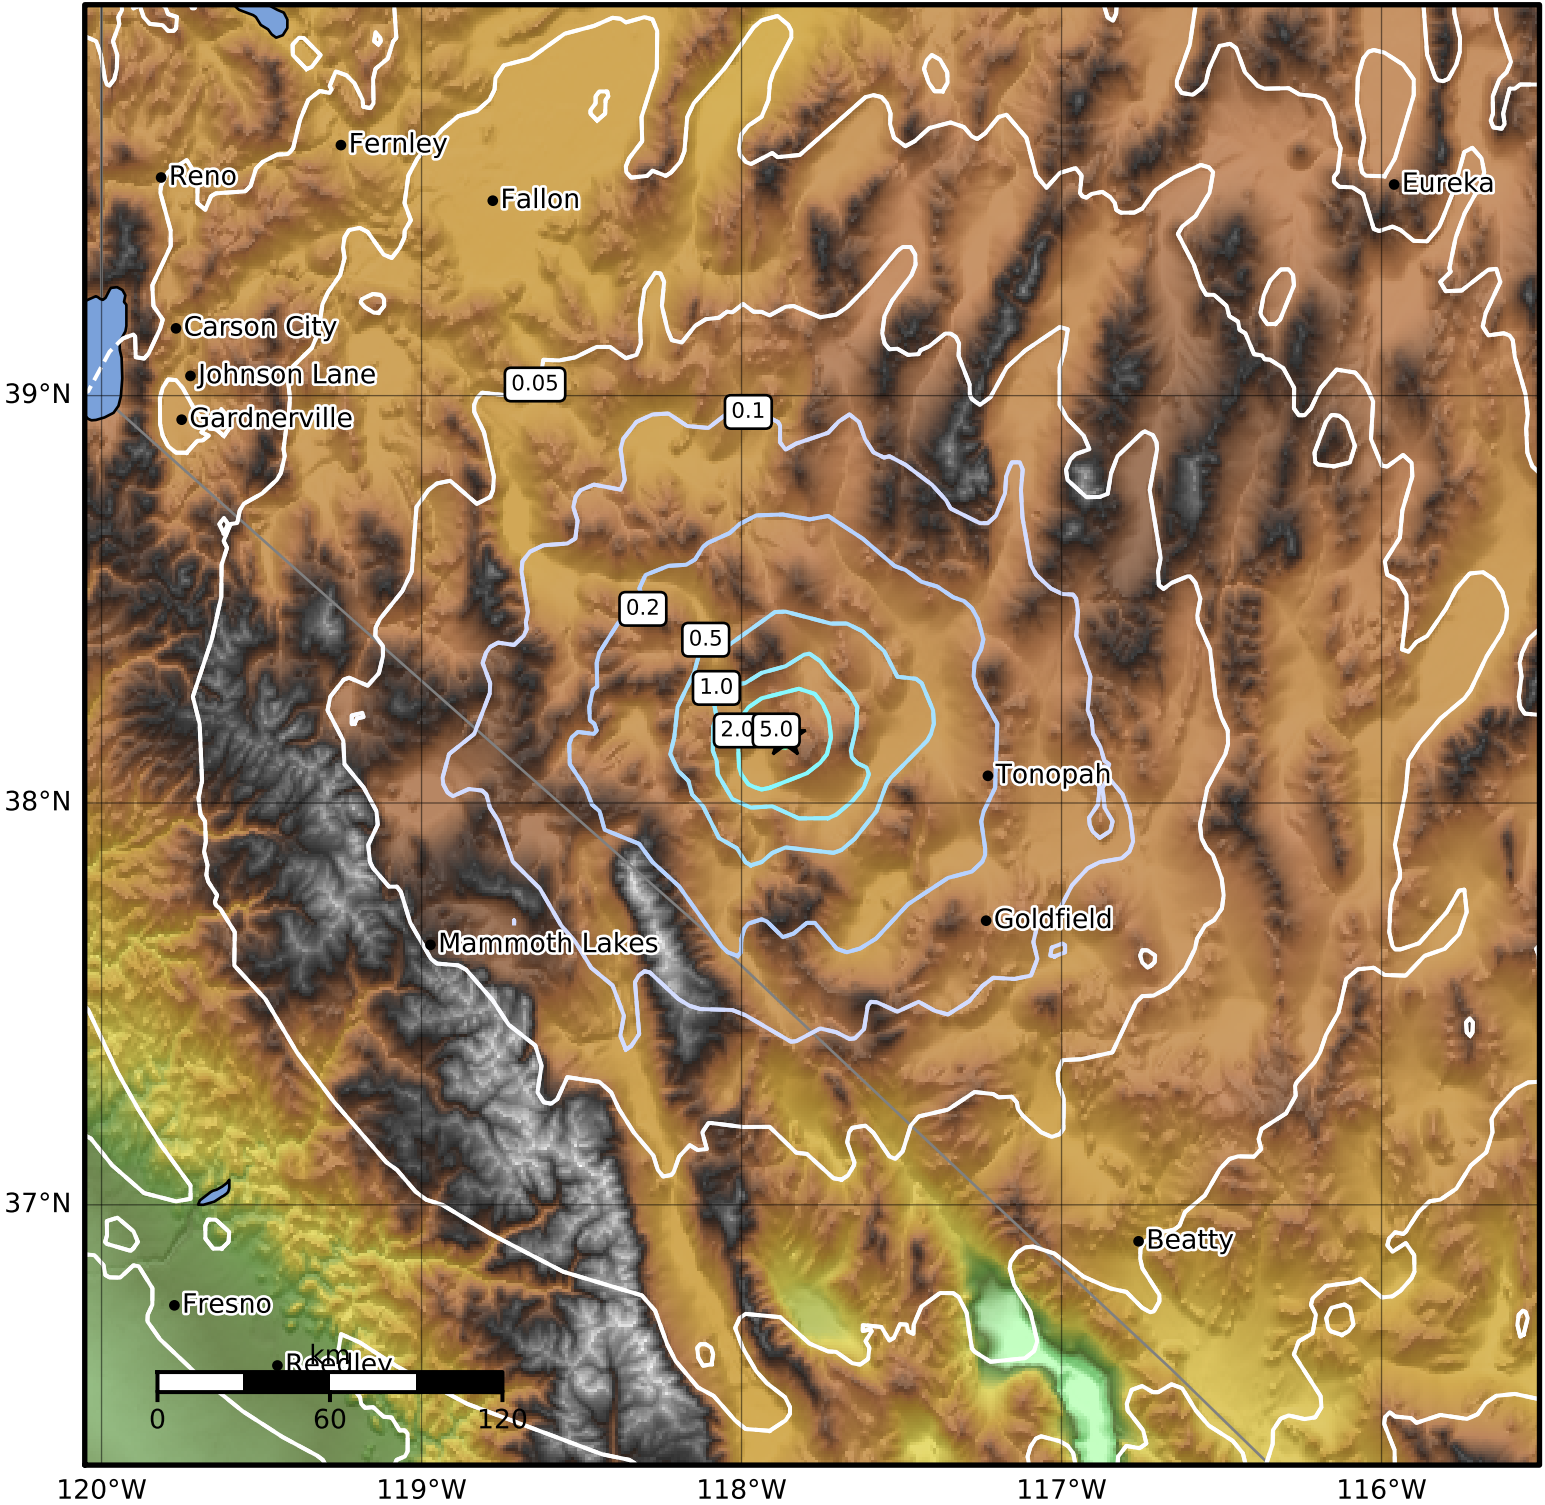 Fernley
Reno
Eureka
Fallon
Carson City
Johnson Lane
0.05
39°N
0.1
Gardnerville
0.2
0.5
1.0
2.0
5.0
Tonopah
38°N
Goldfield
Mammoth Lakes
37°N
Beatty
Fresno
km
Reedley
0
60
120
120°W
119°W
118°W
117°W
116°W